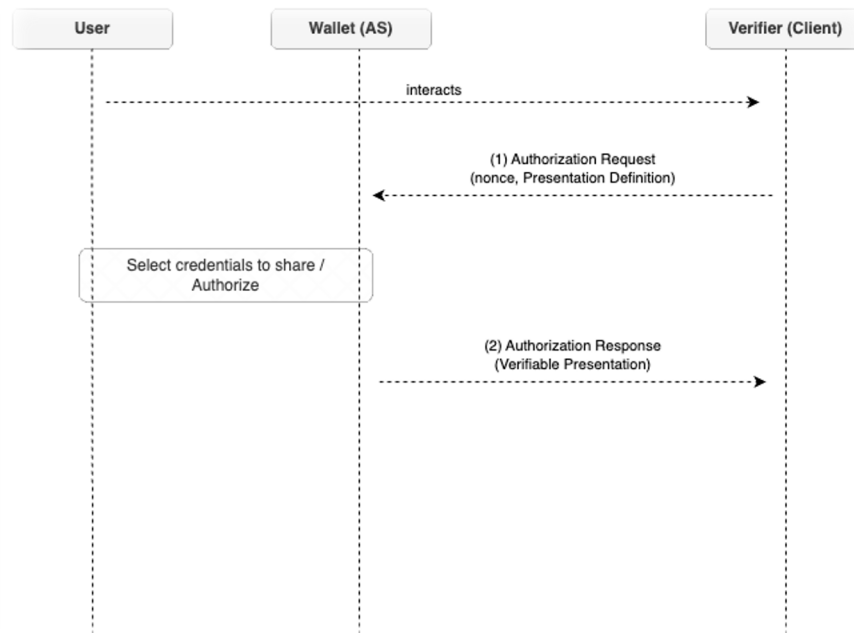 User
Wallet (AS)
Verifier (Client)
interacts
(1) Authorization Request
(nonce, Presentation Definition)
Select credentials to share /
Authorize
(2) Authorization Response
(Verifiable Presentation)